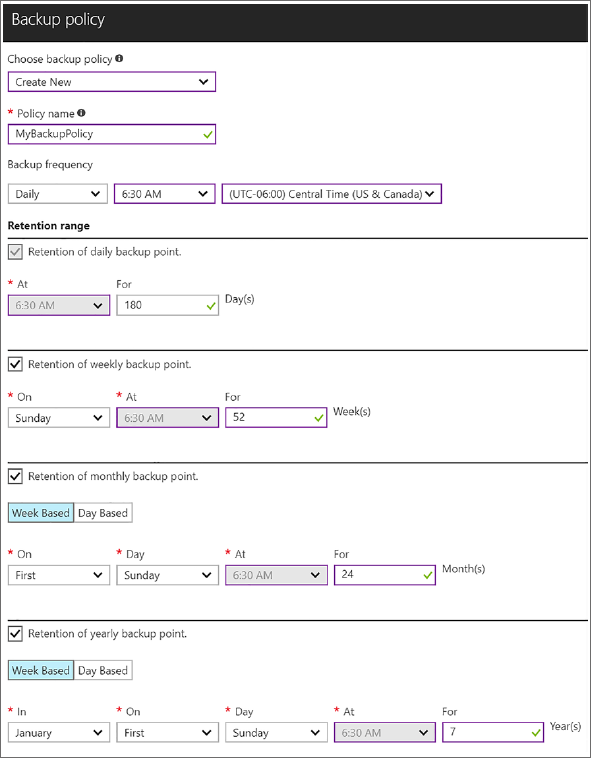 Backup policy
Choose backup policy
Create New
* Policy name
MyBackupPolicy
Backup frequency
Daily 6:30 AM (UTC-06:00) Central Time (US & Canada)
Retention range
Retention of daily backup point.
* At For
6:30 AM 180 Day(s)
Retention of weekly backup point.
* On * At For
Sunday 6:30 AM 52 Week(s)
Retention of monthly backup point.
Week Based Day Based
* On * Day * At For
First Sunday 6:30 AM 24 Month(s)
Retention of yearly backup point.
Week Based Day Based
* In * On * Day * At For
January First Sunday 6:30 AM 7 Year(s)